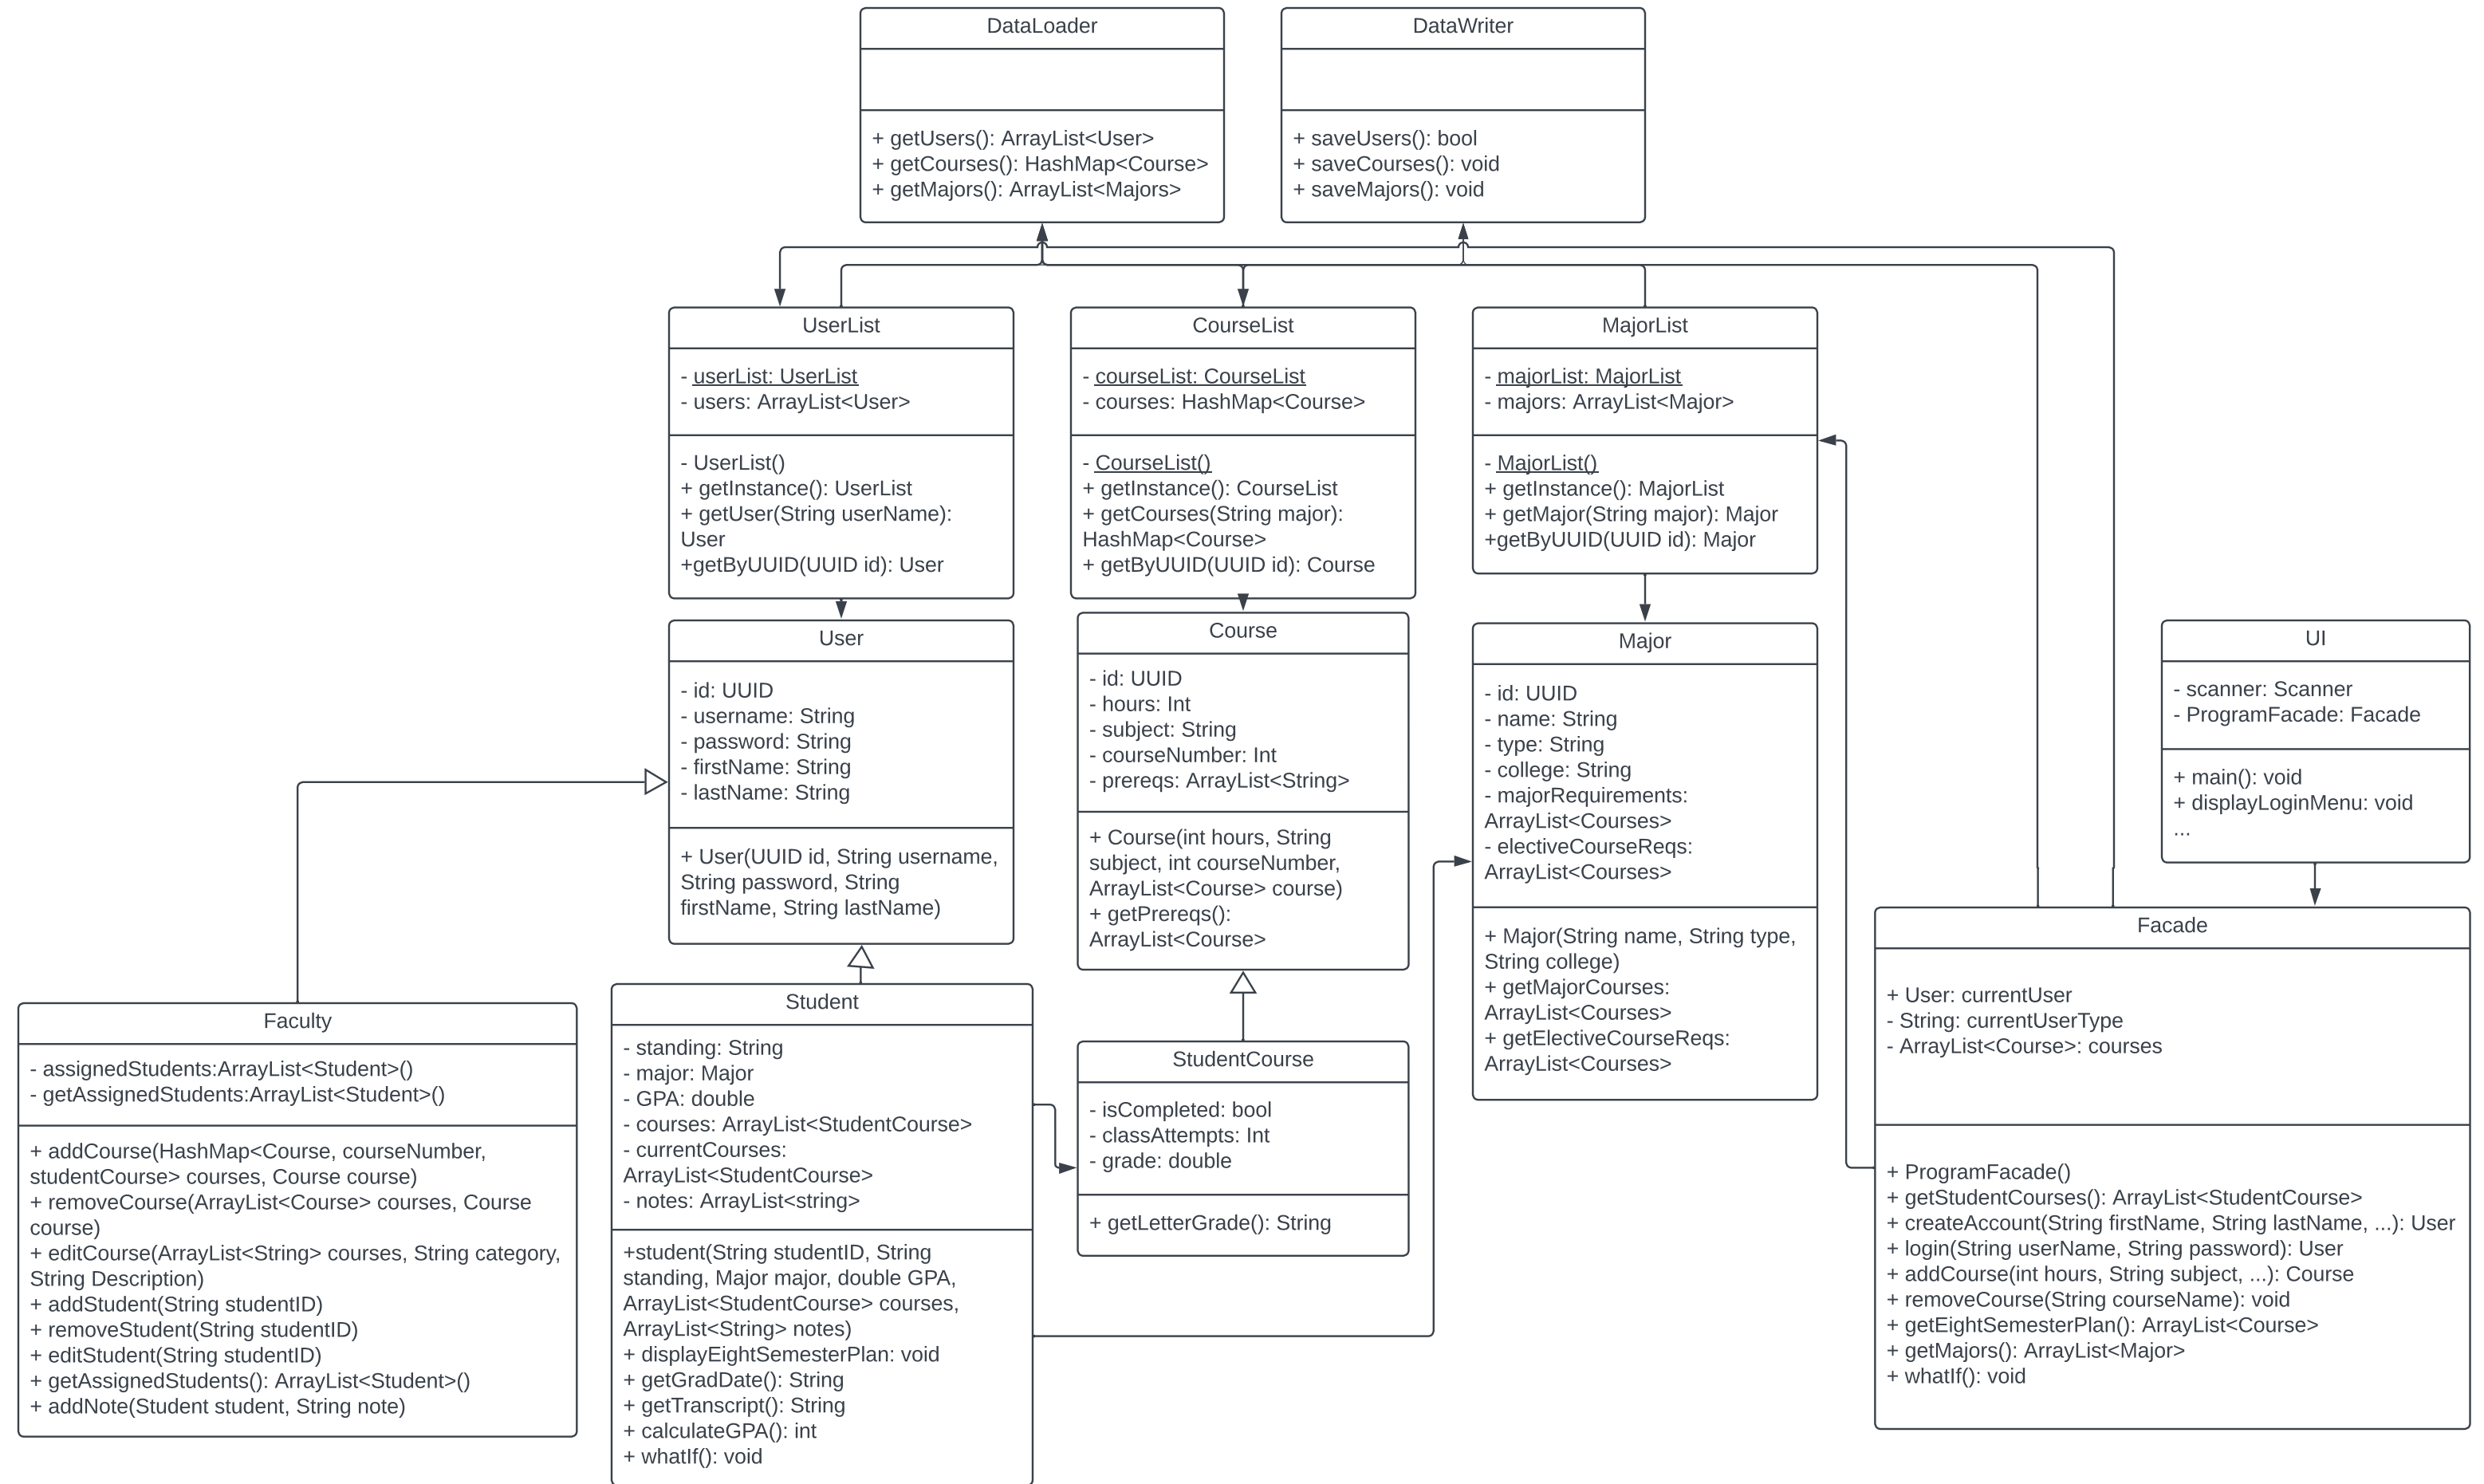 DataLoader
+ getUsers(): ArrayList<User>
+ getCourses(): HashMap<Course>
+ getMajors(): ArrayList<Majors>
DataWriter
+ saveUsers(): bool
+ saveCourses(): void
+ saveMajors(): void
UserList
- userList: UserList
- users: ArrayList<User>
- UserList()
+ getInstance(): UserList
+ getUser(String userName):
User
+getByUUID(UUID id): User
CourseList
- courseList: CourseList
- courses: HashMap<Course>
- CourseList()
+ getInstance(): CourseList
+ getCourses(String major):
HashMap<Course>
+ getByUUID(UUID id): Course
MajorList
- majorList: MajorList
- majors: ArrayList<Major>
- MajorList()
+ getInstance(): MajorList
+ getMajor(String major): Major
+getByUUID(UUID id): Major
User
- id: UUID
- username: String
- password: String
- firstName: String
- lastName: String
+ User(UUID id, String username,
String password, String
firstName, String lastName)
Course
- id: UUID
- hours: Int
- subject: String
- courseNumber: Int
- prereqs: ArrayList<String>
+ Course(int hours, String
subject, int courseNumber,
ArrayList<Course> course)
+ getPrereqs():
ArrayList<Course>
Major
- id: UUID
- name: String
- type: String
- college: String
- majorRequirements:
ArrayList<Courses>
- electiveCourseReqs:
ArrayList<Courses>
+ Major(String name, String type,
String college)
+ getMajorCourses:
ArrayList<Courses>
+ getElectiveCourseReqs:
ArrayList<Courses>
UI
- scanner: Scanner
- ProgramFacade: Facade
+ main(): void
+ displayLoginMenu: void
...
Faculty
- assignedStudents:ArrayList<Student>()
- getAssignedStudents:ArrayList<Student>()
+ addCourse(HashMap<Course, courseNumber,
studentCourse> courses, Course course)
+ removeCourse(ArrayList<Course> courses, Course
course)
+ editCourse(ArrayList<String> courses, String category,
String Description)
+ addStudent(String studentID)
+ removeStudent(String studentID)
+ editStudent(String studentID)
+ getAssignedStudents(): ArrayList<Student>()
+ addNote(Student student, String note)
Student
- standing: String
- major: Major
- GPA: double
- courses: ArrayList<StudentCourse>
- currentCourses:
ArrayList<StudentCourse>
- notes: ArrayList<string>
+student(String studentID, String
standing, Major major, double GPA,
ArrayList<StudentCourse> courses,
ArrayList<String> notes)
+ displayEightSemesterPlan: void
+ getGradDate(): String
+ getTranscript(): String
+ calculateGPA(): int
+ whatIf(): void
StudentCourse
- isCompleted: bool
- classAttempts: Int
- grade: double
+ getLetterGrade(): String
Facade
+ User: currentUser
- String: currentUserType
- ArrayList<Course>: courses
+ ProgramFacade()
+ getStudentCourses(): ArrayList<StudentCourse>
+ createAccount(String firstName, String lastName, ...): User
+ login(String userName, String password): User
+ addCourse(int hours, String subject, ...): Course
+ removeCourse(String courseName): void
+ getEightSemesterPlan(): ArrayList<Course>
+ getMajors(): ArrayList<Major>
+ whatIf(): void